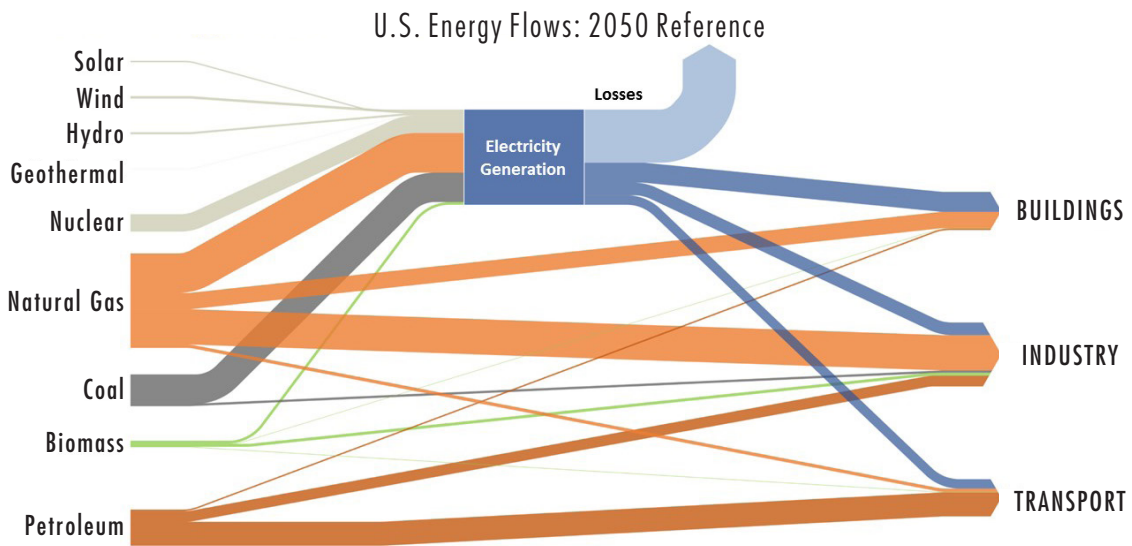 U.S. Energy Flows: 2050 Reference
Solar
Wind
Hydro
Geothermal
Nuclear
Natural Gas
Coal
Biomass
Petroleum
Losses
Electricity
Generation
BUILDINGS
INDUSTRY
TRANSPORT